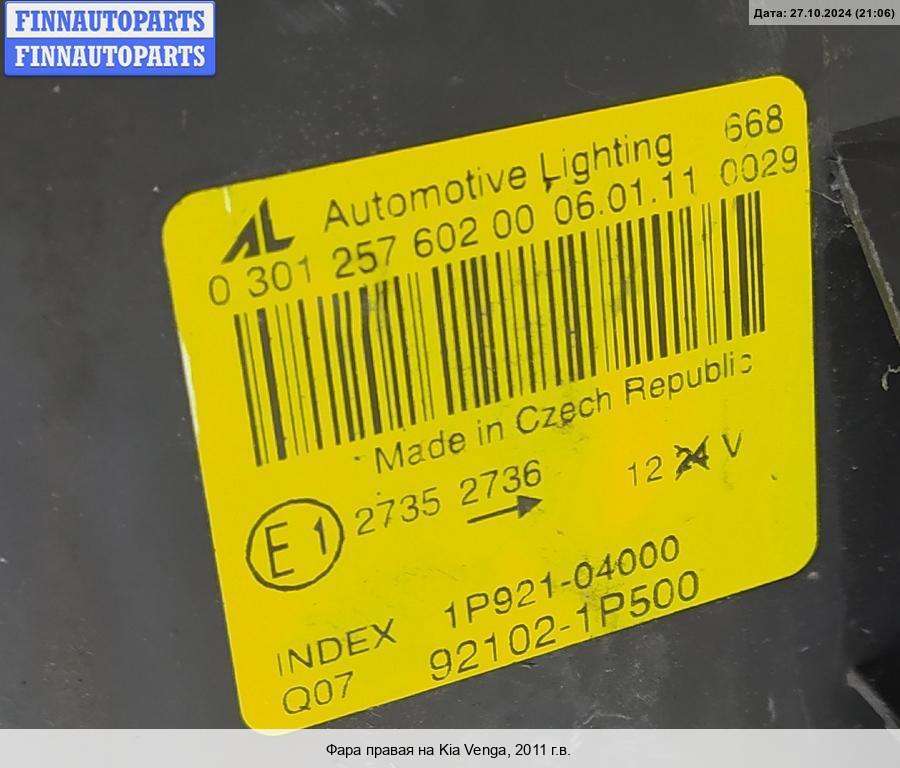 FINNAUTOPARTS
FINNAUTOPARTS
Дата: 27.10.2024 (21:06)
AL Automotive Lighting 668
0 301 257 602 00 06.01.11 0029
Made in Czech Republic
E1 2735 2736 12 24 V
1P921-04000
INDEX 92102-1P500
Q07
Фара правая на Kia Venga, 2011 г.в.